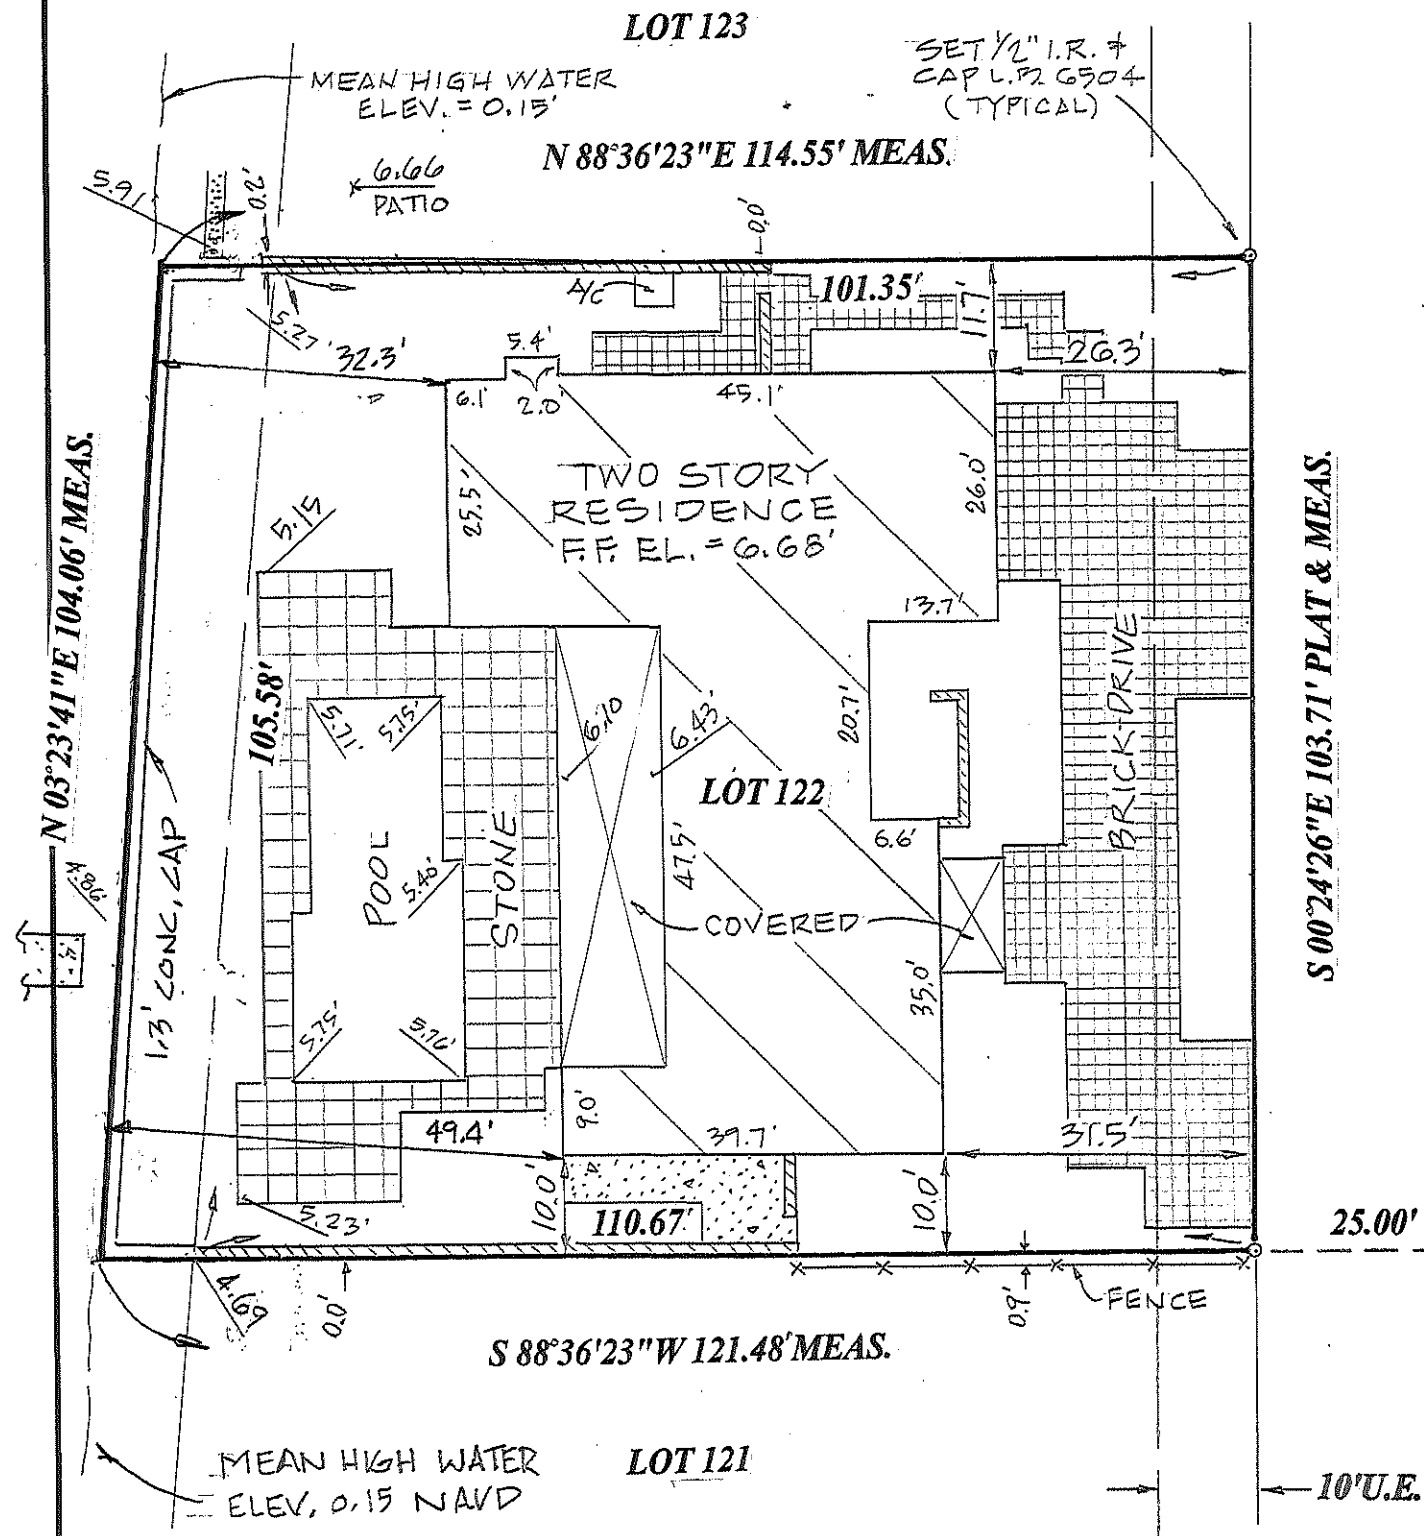 LOT 123
MEAN HIGH WATER
ELEV. = 0.15'
SET 1/2" I.R. &
CAP L.B. 6504
(TYPICAL)
N 88°36'23"E 114.55' MEAS.
6.66
PATIO
5.91'
0.2'
0.0'
A/C
101.35'
11.7'
5.27'
32.3'
5.4'
26.3'
6.1'
2.0'
45.1'
TWO STORY
RESIDENCE
F.F. EL. = 6.68'
25.5'
26.0'
5.15
N 03°23'41"E 104.06' MEAS.
S 00°24'26"E 103.71' PLAT & MEAS.
13.7'
105.58'
5.71'
5.75'
6.10
6.43'
20.7'
BRICK DRIVE
LOT 122
1.3' CONC. CAP
POOL
STONE
5.40'
47.5'
6.6'
4.86'
COVERED
35.0'
5.75'
5.76'
49.4'
9.0'
39.7'
31.5'
10.0'
110.67'
10.0'
5.23'
25.00'
4.69
0.0'
0.9'
FENCE
S 88°36'23"W 121.48' MEAS.
MEAN HIGH WATER
ELEV. 0.15 NAVD
LOT 121
10'U.E.